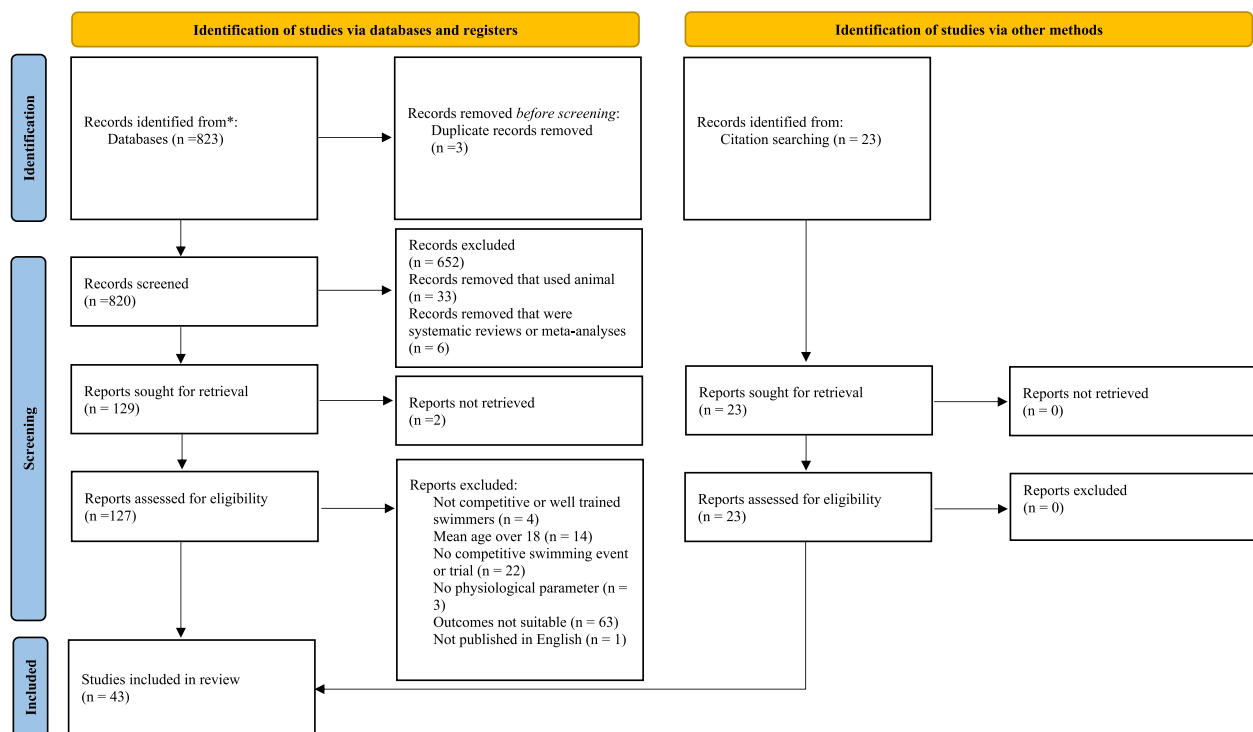 Identification of studies via databases and registers
Identification of studies via other methods
Identification
Records identified from*:
Databases (n =823)
Records removed before screening:
Duplicate records removed
(n =3)
Records identified from:
Citation searching (n = 23)
Screening
Records screened
(n =820)
Records excluded
(n = 652)
Records removed that used animal
(n = 33)
Records removed that were
systematic reviews or meta-analyses
(n = 6)
Reports sought for retrieval
(n = 129)
Reports not retrieved
(n =2)
Reports sought for retrieval
(n = 23)
Reports not retrieved
(n = 0)
Reports assessed for eligibility
(n =127)
Reports excluded:
Not competitive or well trained
swimmers (n = 4)
Mean age over 18 (n = 14)
No competitive swimming event
or trial (n = 22)
No physiological parameter (n =
3)
Outcomes not suitable (n = 63)
Not published in English (n = 1)
Reports assessed for eligibility
(n = 23)
Reports excluded
(n = 0)
Included
Studies included in review
(n = 43)